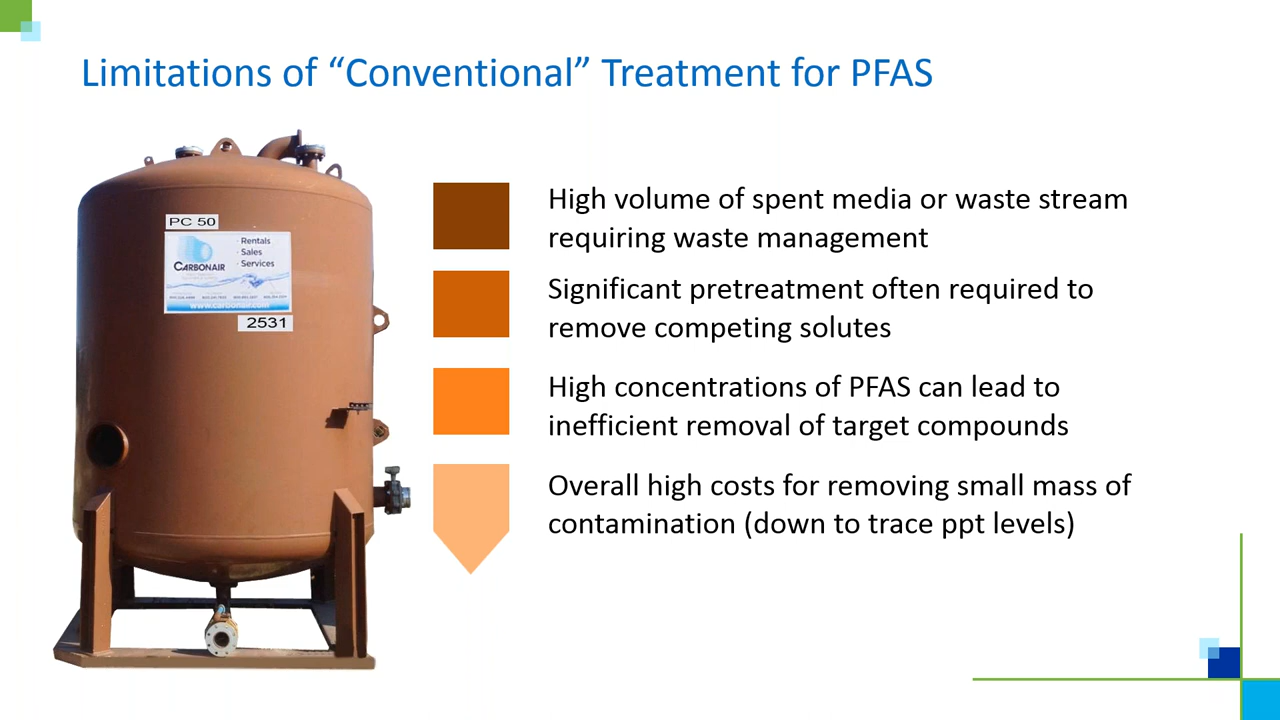 Limitations of “Conventional” Treatment for PFAS
PC 50
· Rentals
· Sales
· Services
CARBONAIR
www.carbonair.com
2531
High volume of spent media or waste stream
requiring waste management
Significant pretreatment often required to
remove competing solutes
High concentrations of PFAS can lead to
inefficient removal of target compounds
Overall high costs for removing small mass of
contamination (down to trace ppt levels)